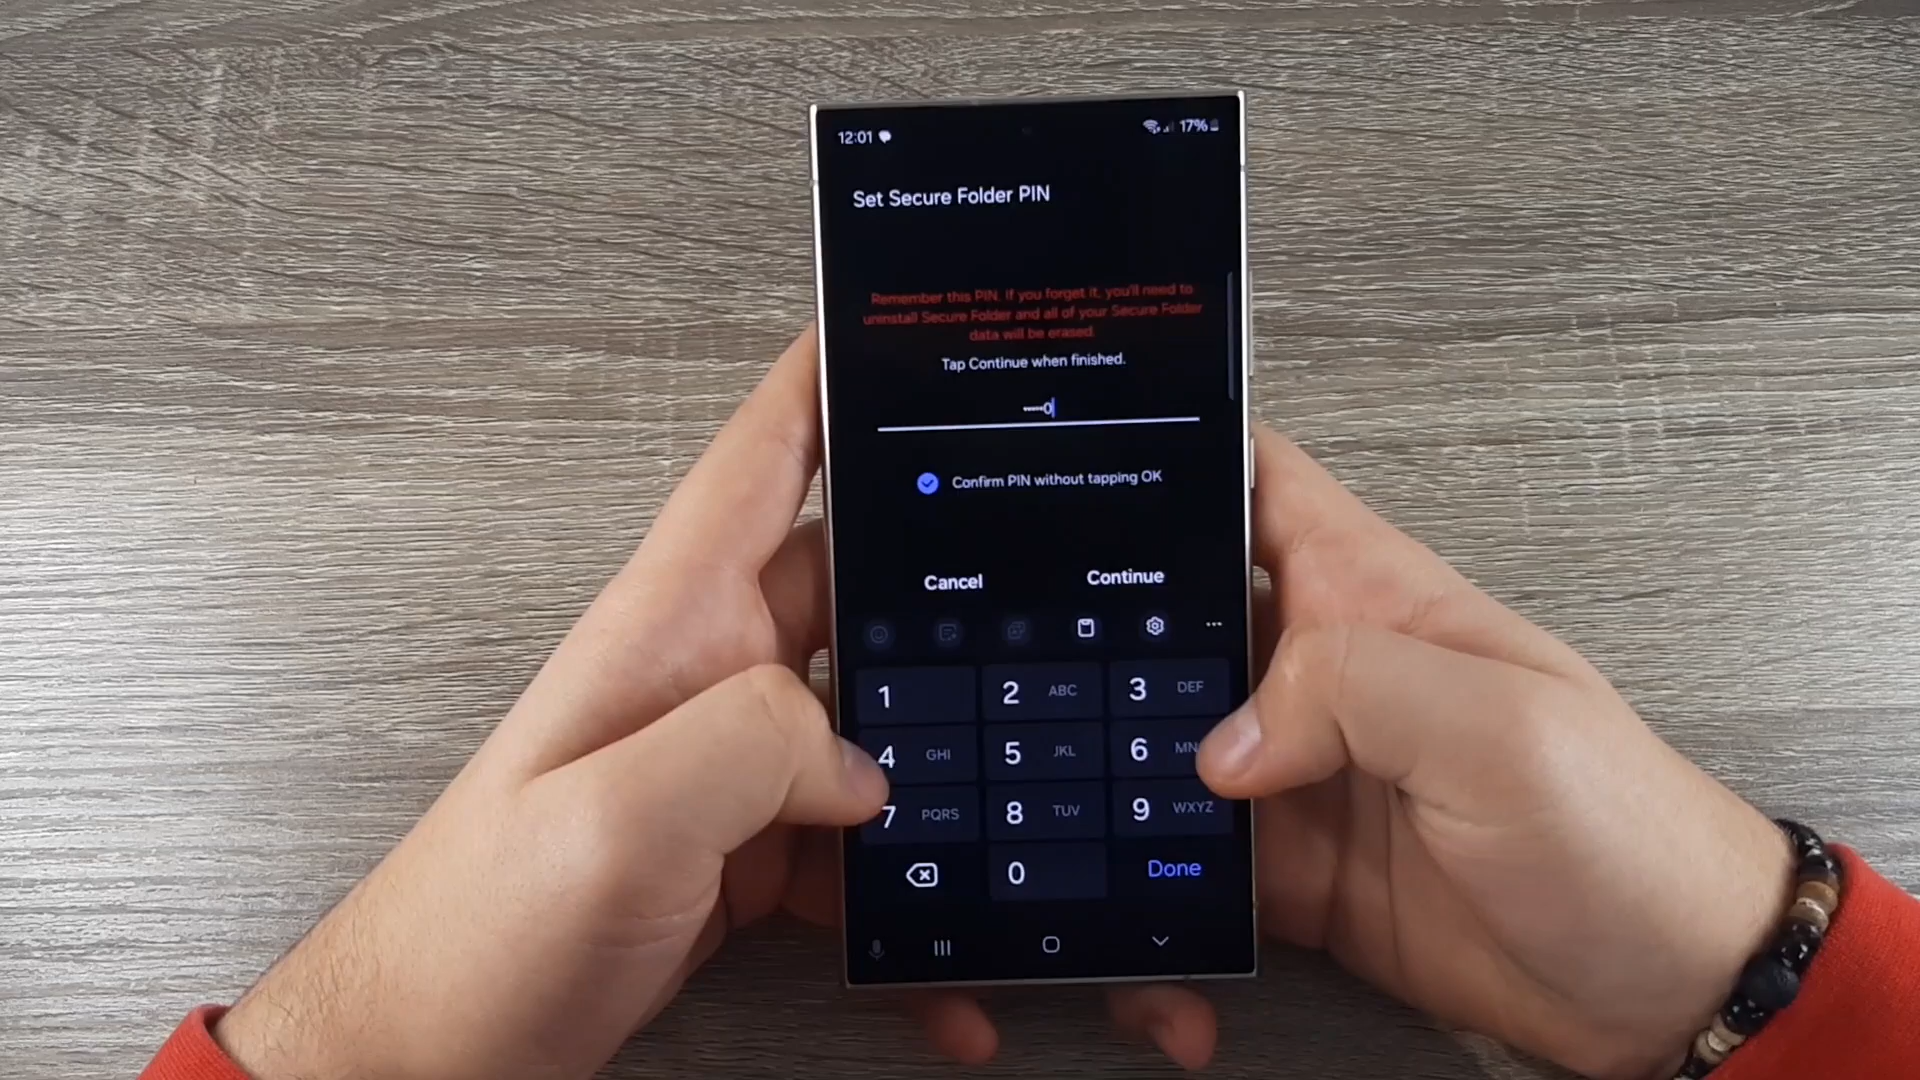 12:01
17%
Set Secure Folder PIN
Remember this PIN. If you forget it, you'll need to
uninstall Secure Folder and all of your Secure Folder
data will be erased.
Tap Continue when finished.
••••••0
Confirm PIN without tapping OK
Cancel Continue
1 2 ABC 3 DEF
4 GHI 5 JKL 6 MN
7 PQRS 8 TUV 9 WXYZ
0 Done